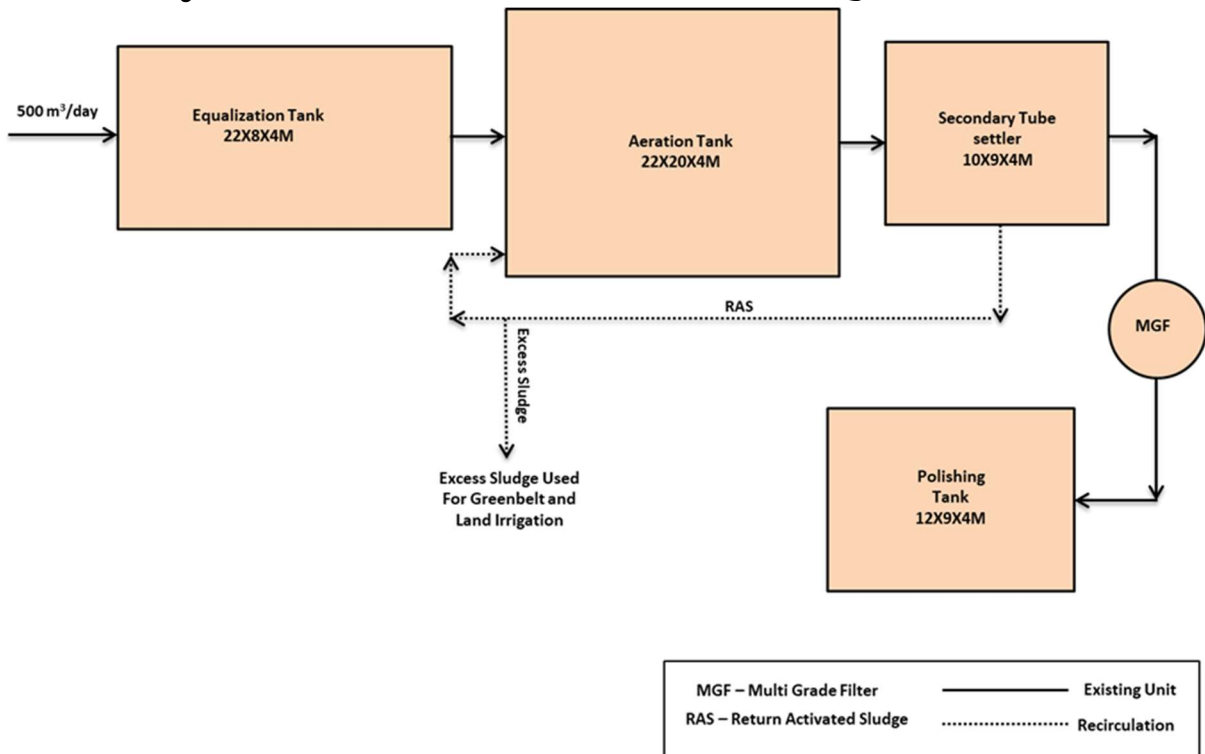 500 m³/day
Equalization Tank
22X8X4M
Aeration Tank
22X20X4M
Secondary Tube
settler
10X9X4M
RAS
MGF
Excess Sludge
Excess Sludge Used
For Greenbelt and
Land Irrigation
Polishing
Tank
12X9X4M
MGF – Multi Grade Filter
Existing Unit
RAS – Return Activated Sludge
Recirculation